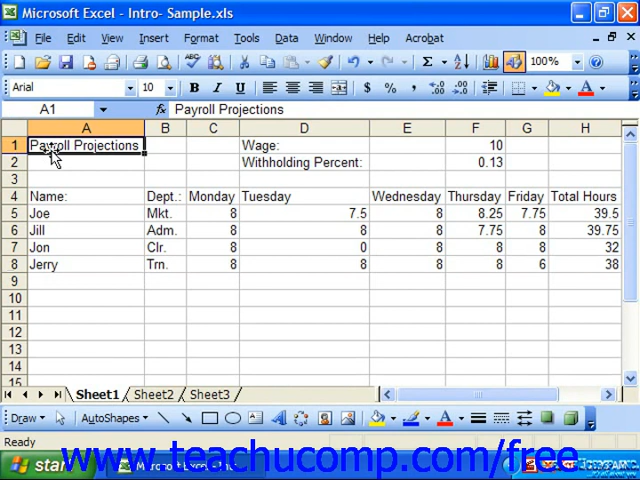 Microsoft Excel - Intro- Sample.xls
File Edit View Insert Format Tools Data Window Help Acrobat
100%
Arial 10 B I U $ % ,
A1 fx Payroll Projections
A B C D E F G H
1 Payroll Projections Wage: 10
2 Withholding Percent: 0.13
3
4 Name: Dept.: Monday Tuesday Wednesday Thursday Friday Total Hours
5 Joe Mkt. 8 7.5 8 8.25 7.75 39.5
6 Jill Adm. 8 8 8 7.75 8 39.75
7 Jon Clr. 8 0 8 8 8 32
8 Jerry Trn. 8 8 8 8 6 38
9
10
11
12
13
14
15
Sheet1 Sheet2 Sheet3
Draw AutoShapes
Ready
www.teachucomp.com/free
start Microsoft Excel